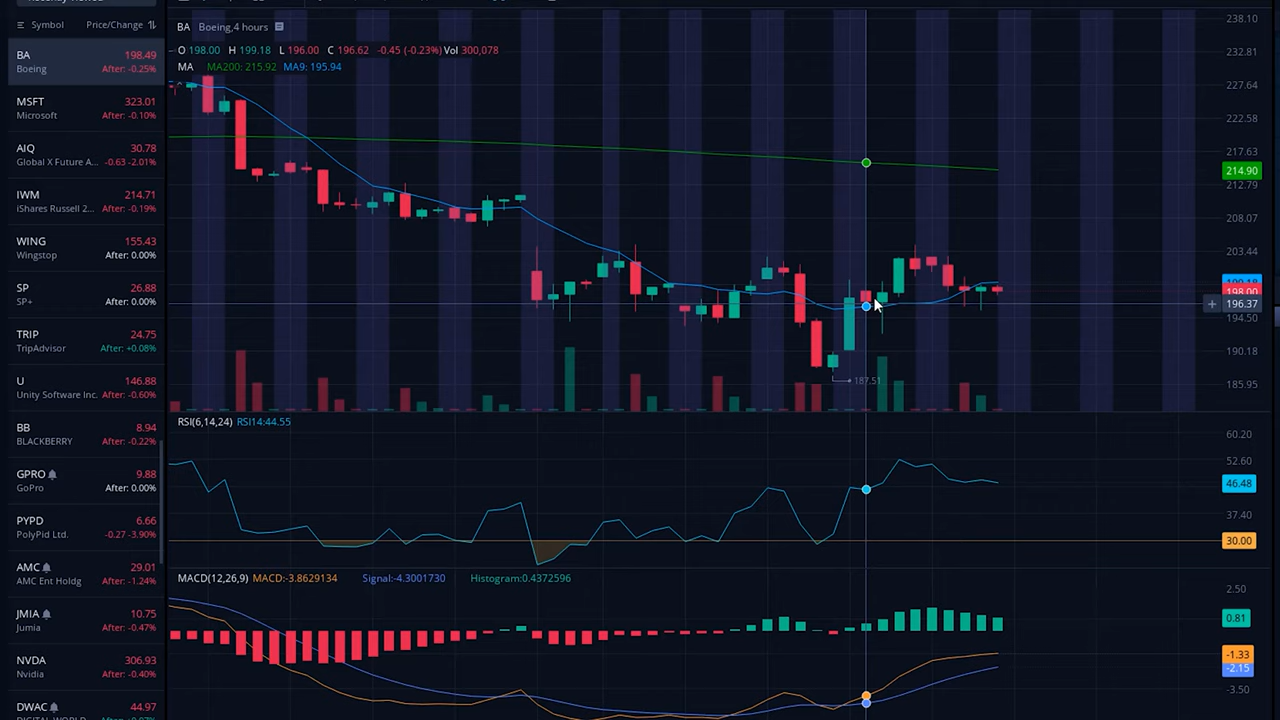 Symbol Price/Change
BA 198.49
Boeing After: -0.25%
MSFT 323.01
Microsoft After: -0.10%
AIQ 30.78
Global X Future A... -0.63 -2.01%
IWM 214.71
iShares Russell 2... After: -0.19%
WING 155.43
Wingstop After: 0.00%
SP 26.88
SP+ After: 0.00%
TRIP 24.75
TripAdvisor After: +0.08%
U 146.88
Unity Software Inc. After: -0.60%
BB 8.94
BLACKBERRY After: -0.22%
GPRO 9.88
GoPro After: 0.00%
PYPD 6.66
PolyPid Ltd. -0.27 -3.90%
AMC 29.01
AMC Ent Holdg After: -1.24%
JMIA 10.75
Jumia After: -0.47%
NVDA 306.93
Nvidia After: -0.40%
DWAC 44.97
BA Boeing,4 hours
O 198.00 H 199.18 L 196.00 C 196.62 -0.45 (-0.23%) Vol 300,078
MA MA200: 215.92 MA9: 195.94
187.51
238.10
232.81
227.64
222.58
217.63
214.90
212.79
208.07
203.44
198.00
196.37
194.50
190.18
185.95
RSI(6,14,24) RSI14:44.55
60.20
52.60
46.48
37.40
30.00
MACD(12,26,9) MACD:-3.8629134 Signal:-4.3001730 Histogram:0.4372596
2.50
0.81
-1.33
-2.15
-3.50